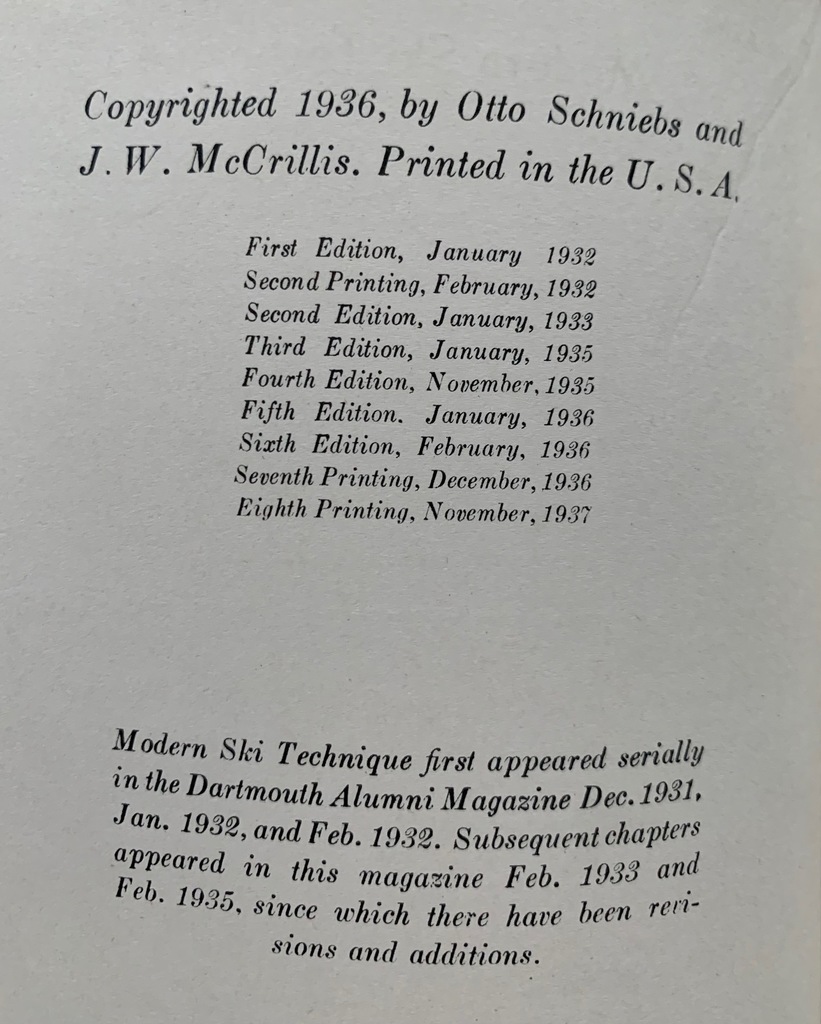 Copyrighted 1936, by Otto Schniebs and
J. W. McCrillis. Printed in the U. S. A.
First Edition, January 1932
Second Printing, February, 1932
Second Edition, January, 1933
Third Edition, January, 1935
Fourth Edition, November, 1935
Fifth Edition. January, 1936
Sixth Edition, February, 1936
Seventh Printing, December, 1936
Eighth Printing, November, 1937
Modern Ski Technique first appeared serially
in the Dartmouth Alumni Magazine Dec. 1931,
Jan. 1932, and Feb. 1932. Subsequent chapters
appeared in this magazine Feb. 1933 and
Feb. 1935, since which there have been revi-
sions and additions.